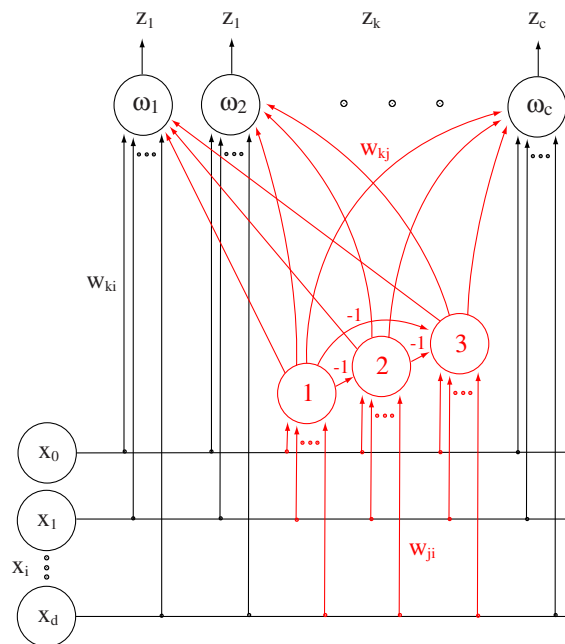 z1 z1 zk zc
ω1 ω2 ωc
wkj
wki
-1 3
-1
2
-1
1
x0
x1
wji
xi
xd